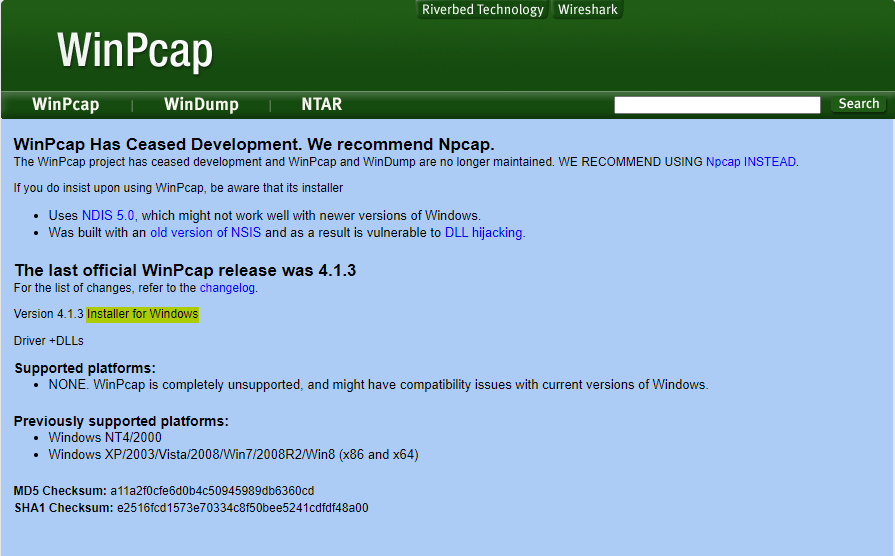 Riverbed Technology Wireshark
WinPcap
WinPcap | WinDump | NTAR Search
WinPcap Has Ceased Development. We recommend Npcap.
The WinPcap project has ceased development and WinPcap and WinDump are no longer maintained. WE RECOMMEND USING Npcap INSTEAD.
If you do insist upon using WinPcap, be aware that its installer
• Uses NDIS 5.0, which might not work well with newer versions of Windows.
• Was built with an old version of NSIS and as a result is vulnerable to DLL hijacking.
The last official WinPcap release was 4.1.3
For the list of changes, refer to the changelog.
Version 4.1.3 Installer for Windows
Driver +DLLs
Supported platforms:
• NONE. WinPcap is completely unsupported, and might have compatibility issues with current versions of Windows.
Previously supported platforms:
• Windows NT4/2000
• Windows XP/2003/Vista/2008/Win7/2008R2/Win8 (x86 and x64)
MD5 Checksum: a11a2f0cfe6d0b4c50945989db6360cd
SHA1 Checksum: e2516fcd1573e70334c8f50bee5241cdfdf48a00